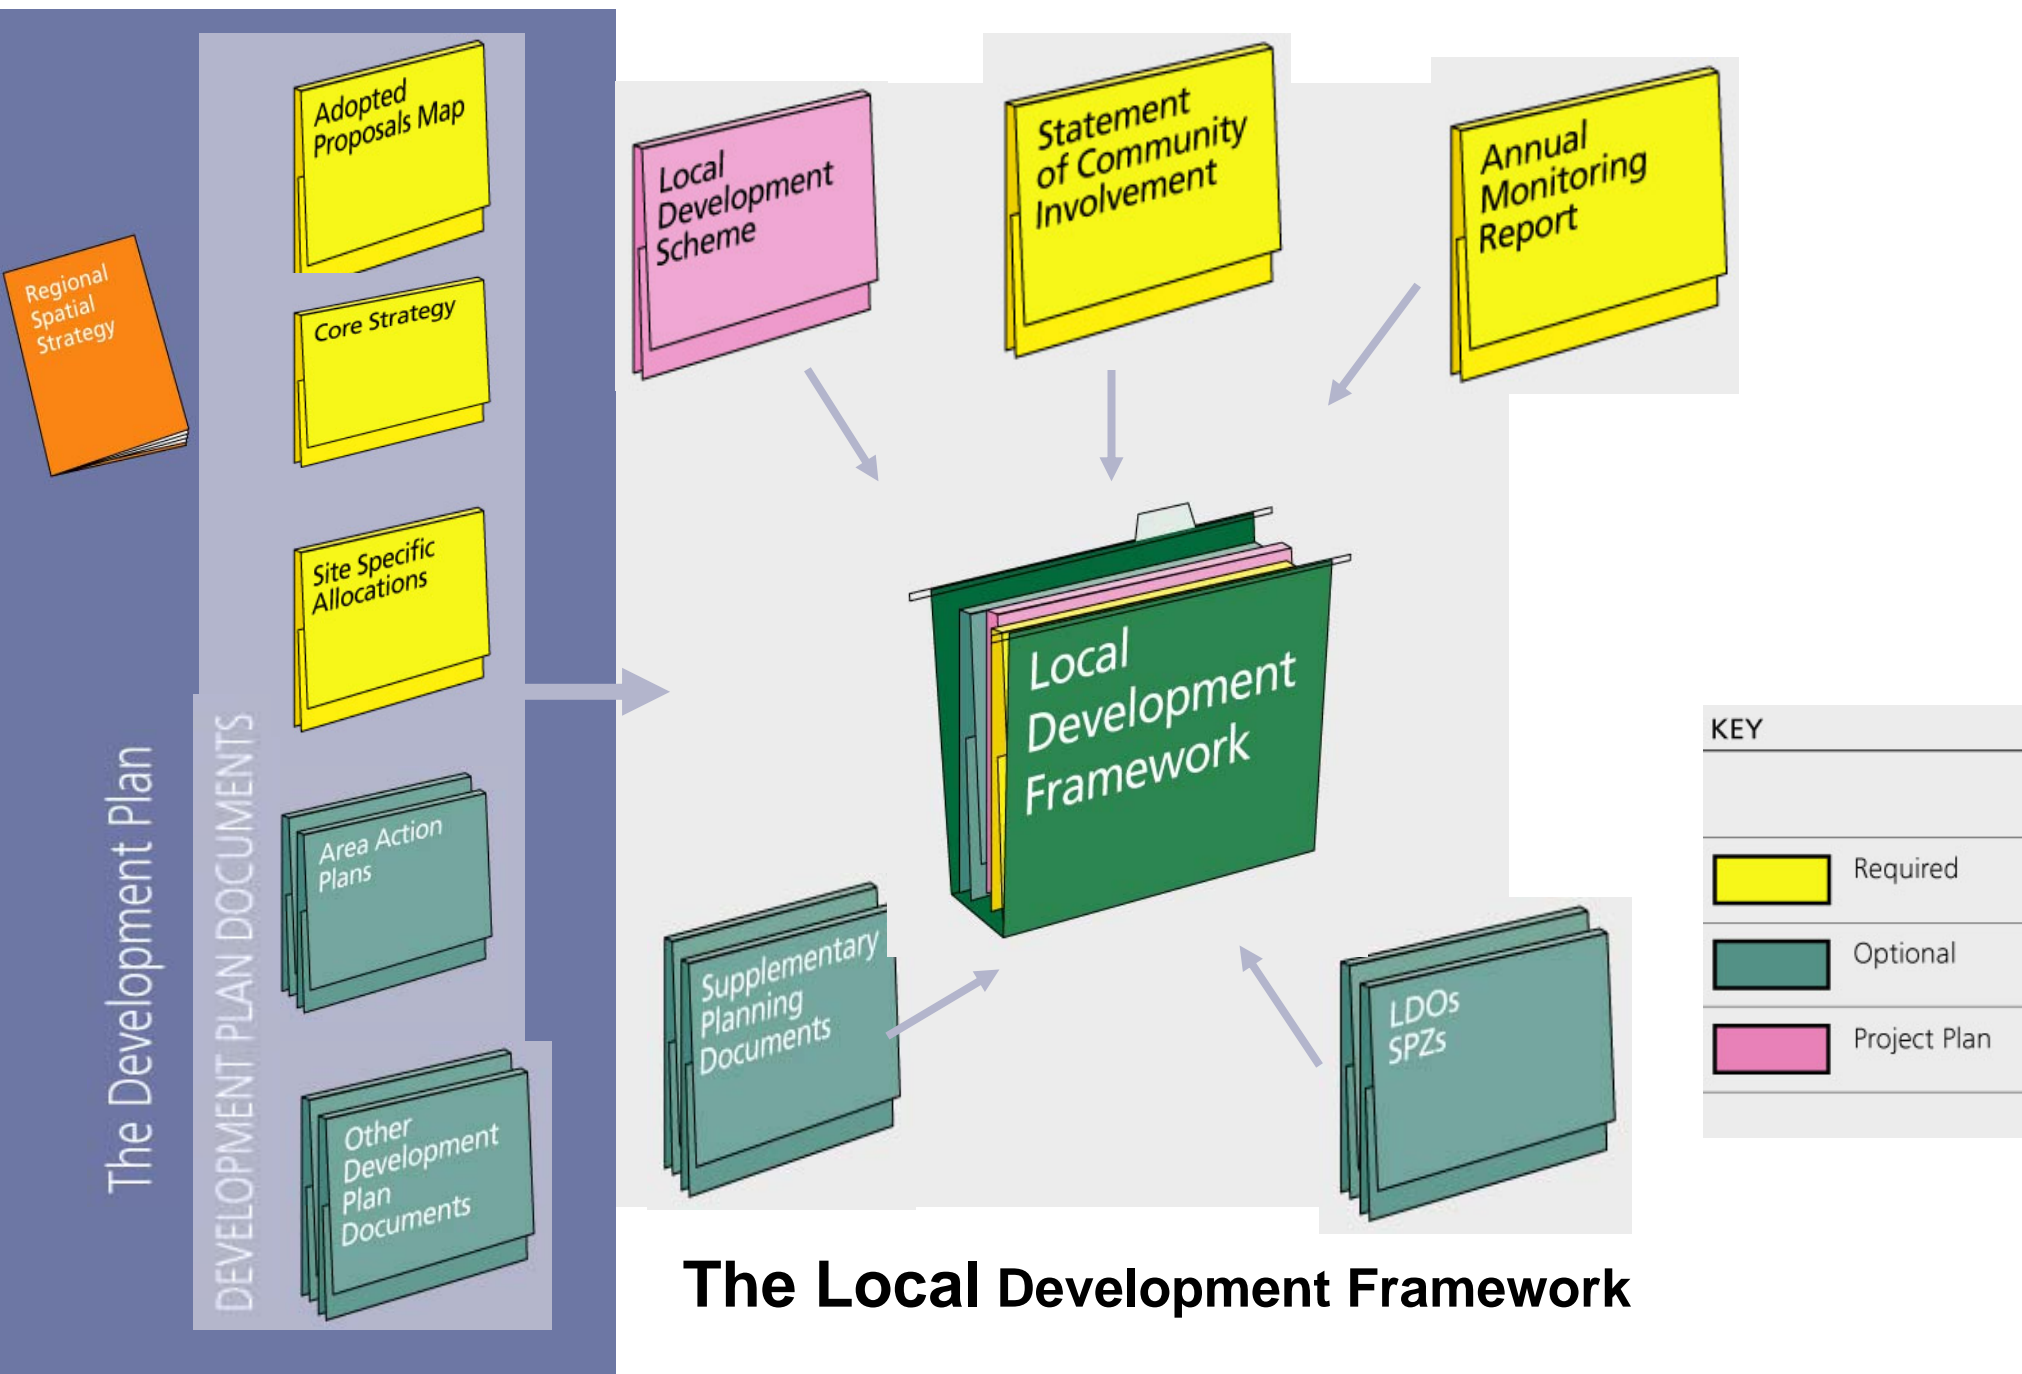 Adopted
Proposals Map
Core Strategy
Site Specific
Allocations
Area Action
Plans
Other
Development
Plan
Documents
Regional
Spatial
Strategy
The Development Plan
DEVELOPMENT PLAN DOCUMENTS
Local
Development
Scheme
Statement
of Community
Involvement
Annual
Monitoring
Report
Local
Development
Framework
Supplementary
Planning
Documents
LDOs
SPZs
KEY
Required
Optional
Project Plan
The Local Development Framework